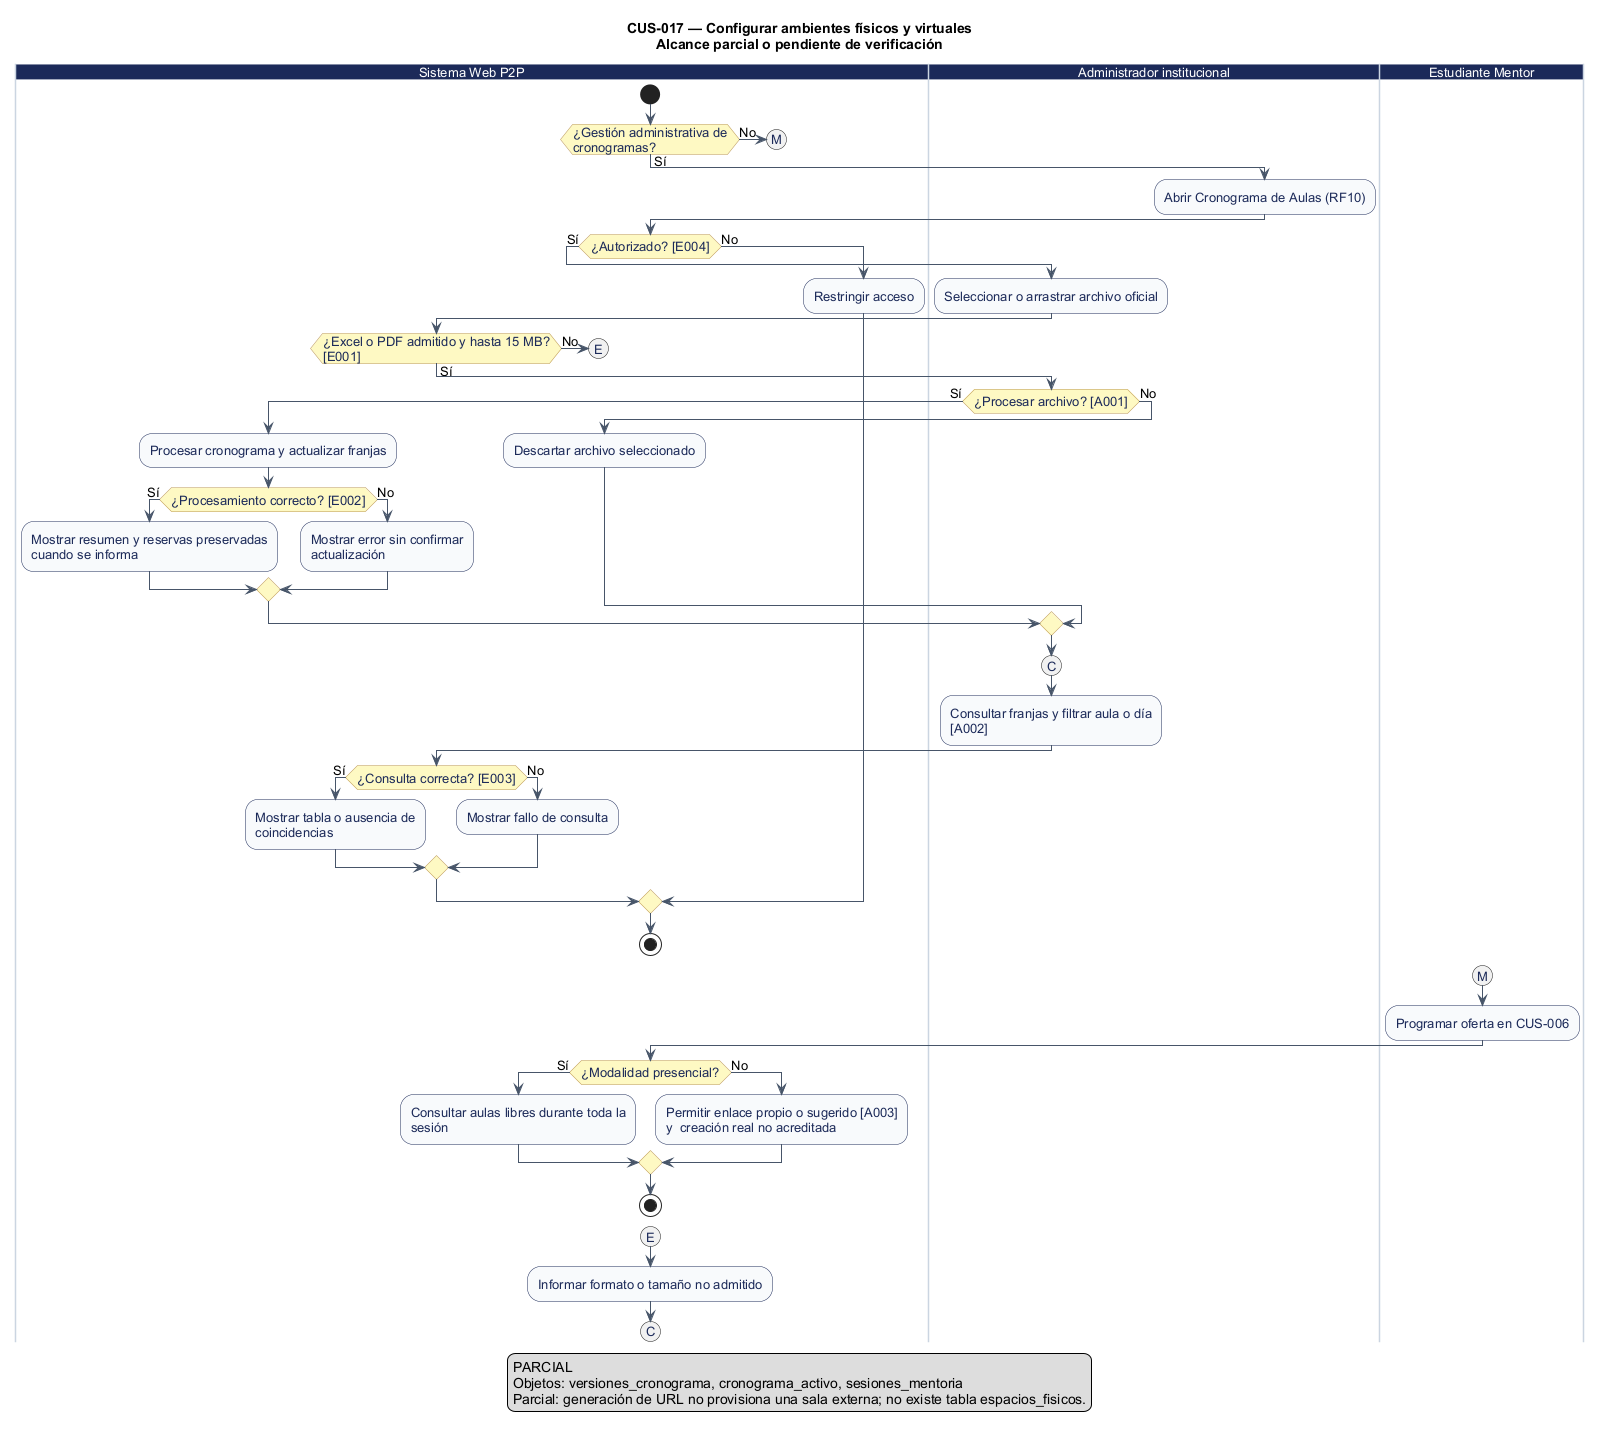 CUS-017 — Configurar ambientes físicos y virtuales
Alcance parcial o pendiente de verificación
Sistema Web P2P
Administrador institucional
Estudiante Mentor
¿Gestión administrativa de
cronogramas?
No
M
Sí
Abrir Cronograma de Aulas (RF10)
Sí
¿Autorizado? [E004]
No
Restringir acceso
Seleccionar o arrastrar archivo oficial
¿Excel o PDF admitido y hasta 15 MB?
[E001]
No
E
Sí
Sí
¿Procesar archivo? [A001]
No
Procesar cronograma y actualizar franjas
Descartar archivo seleccionado
Sí
¿Procesamiento correcto? [E002]
No
Mostrar resumen y reservas preservadas
cuando se informa
Mostrar error sin confirmar
actualización
C
Consultar franjas y filtrar aula o día
[A002]
Sí
¿Consulta correcta? [E003]
No
Mostrar tabla o ausencia de
coincidencias
Mostrar fallo de consulta
M
Programar oferta en CUS-006
Sí
¿Modalidad presencial?
No
Consultar aulas libres durante toda la
sesión
Permitir enlace propio o sugerido [A003]
y  creación real no acreditada
E
Informar formato o tamaño no admitido
C
PARCIAL
Objetos: versiones_cronograma, cronograma_activo, sesiones_mentoria
Parcial: generación de URL no provisiona una sala externa; no existe tabla espacios_fisicos.